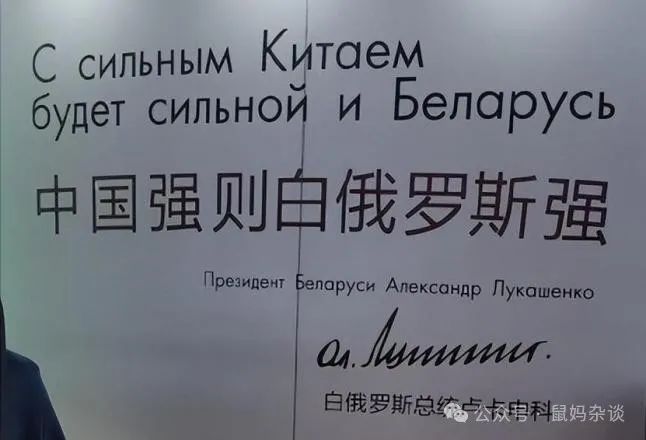 С сильным Китаем
будет сильной и Беларусь
中国强则白俄罗斯强
Президент Беларуси Александр Лукашенко
白俄罗斯总统卢卡申科
公众号 · 鼠妈杂谈